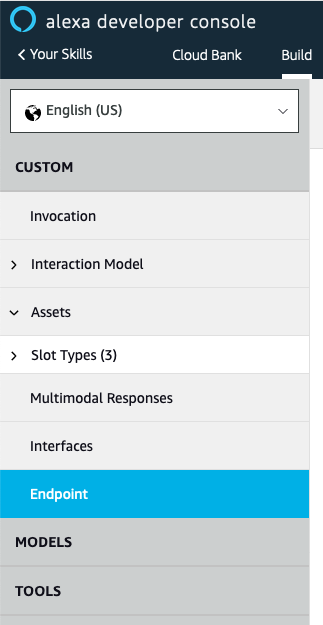 alexa developer console
Your Skills Cloud Bank Build
English (US)
CUSTOM
Invocation
Interaction Model
Assets
Slot Types (3)
Multimodal Responses
Interfaces
Endpoint
MODELS
TOOLS